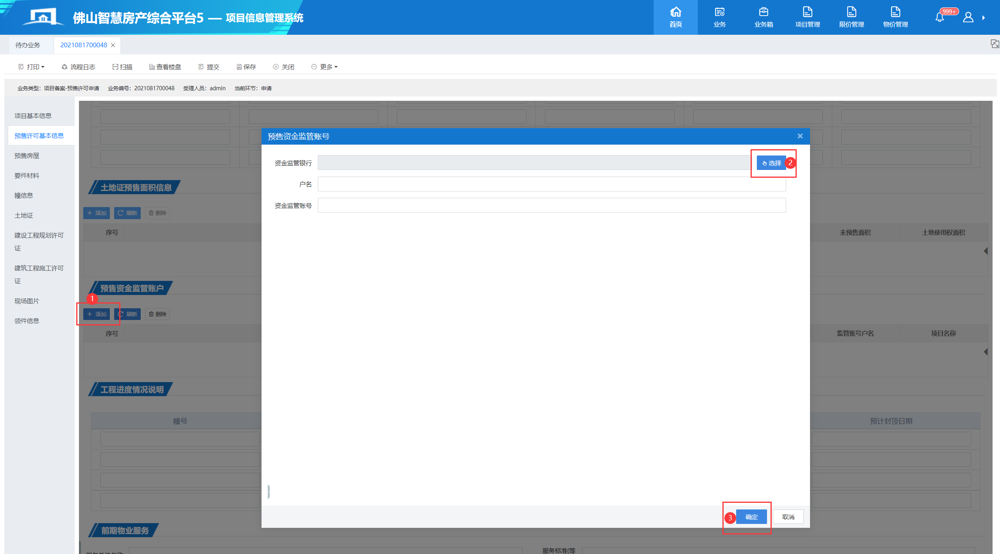 佛山智慧房产综合平台5 — 项目信息管理系统
首页 业务 业务箱 项目管理 限价管理 物价管理 999+
待办业务 2021081700048
打印 流程日志 扫描 查看楼盘 提交 保存 关闭 更多
业务类型：项目备案-预售许可申请 业务编号：2021081700048 受理人员：admin 当前环节：申请
项目基本信息
预售许可基本信息
预售房屋
要件材料
幢信息
土地证
建设工程规划许可
证
建筑工程施工许可
证
现场图片
领件信息
土地证预售面积信息
添加 刷新 删除
序号 未预售面积 土地使用权面积
预售资金监管账户
1
添加 刷新 删除
序号 监管账号户名 项目名称
工程进度情况说明
幢号 预计封顶日期
前期物业服务
服务标准(等
预售资金监管账号
资金监管银行 选择 2
户名
资金监管账号
3 确定 取消